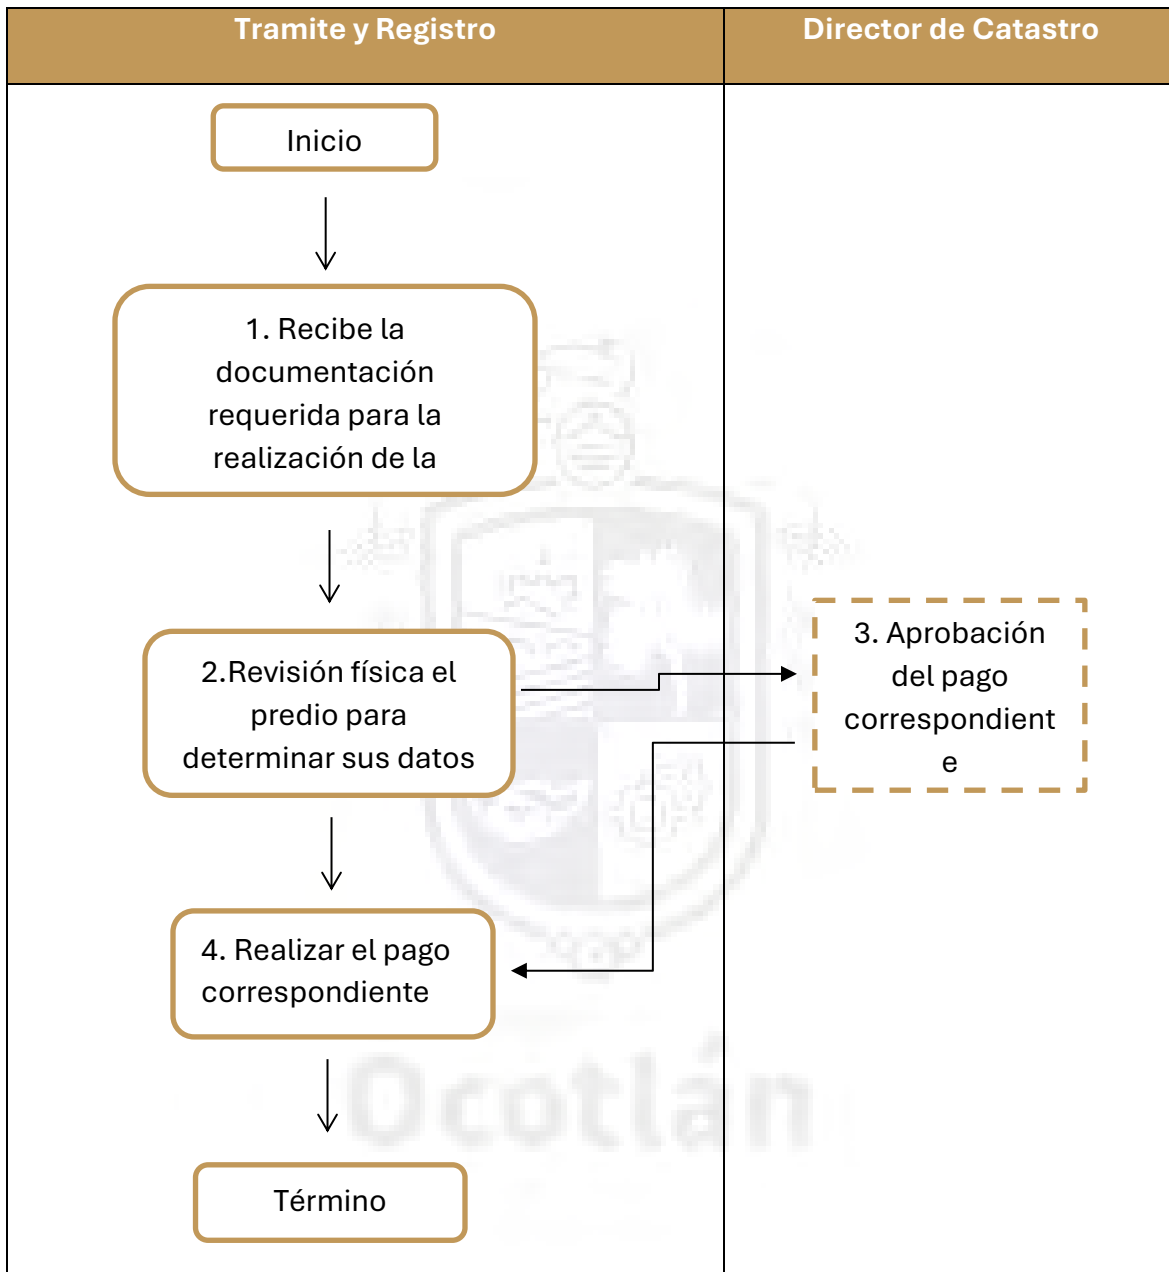 Tramite y Registro
Director de Catastro
Inicio
1. Recibe la
documentación
requerida para la
realización de la
2.Revisión física el
predio para
determinar sus datos
3. Aprobación
del pago
correspondient
e
4. Realizar el pago
correspondiente
Ocotlán
Término